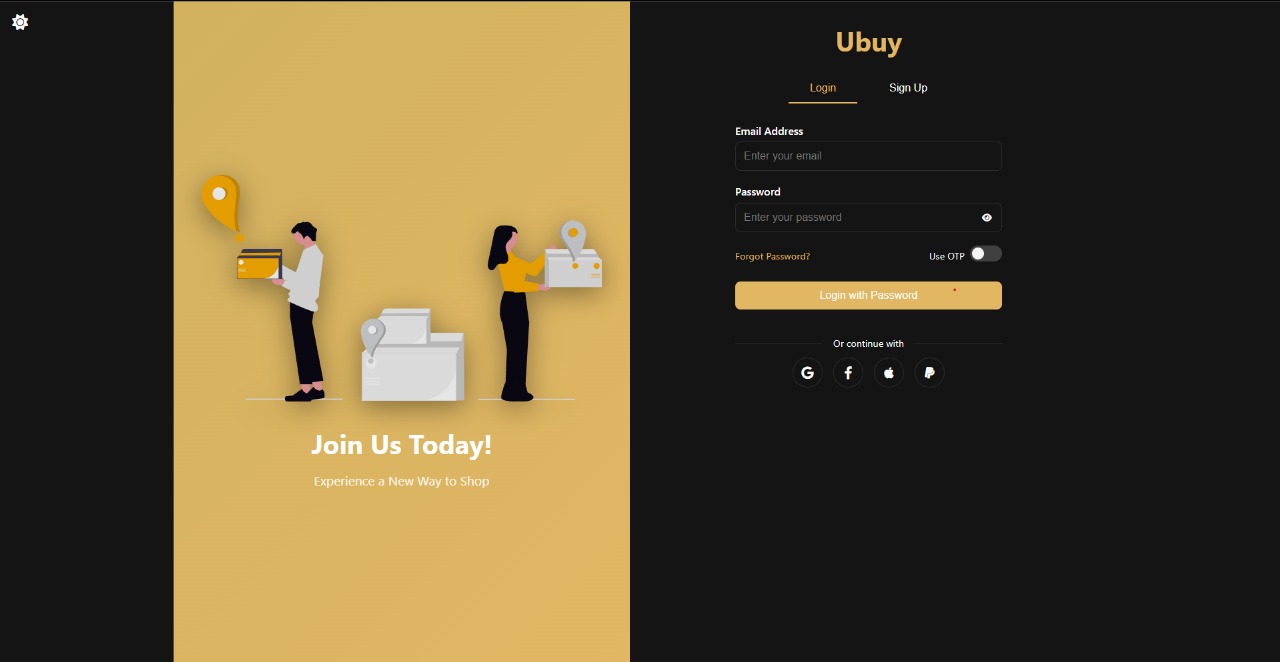 Ubuy
Login Sign Up
Email Address
Enter your email
Password
Enter your password
Forgot Password? Use OTP
Login with Password
Or continue with
Join Us Today!
Experience a New Way to Shop